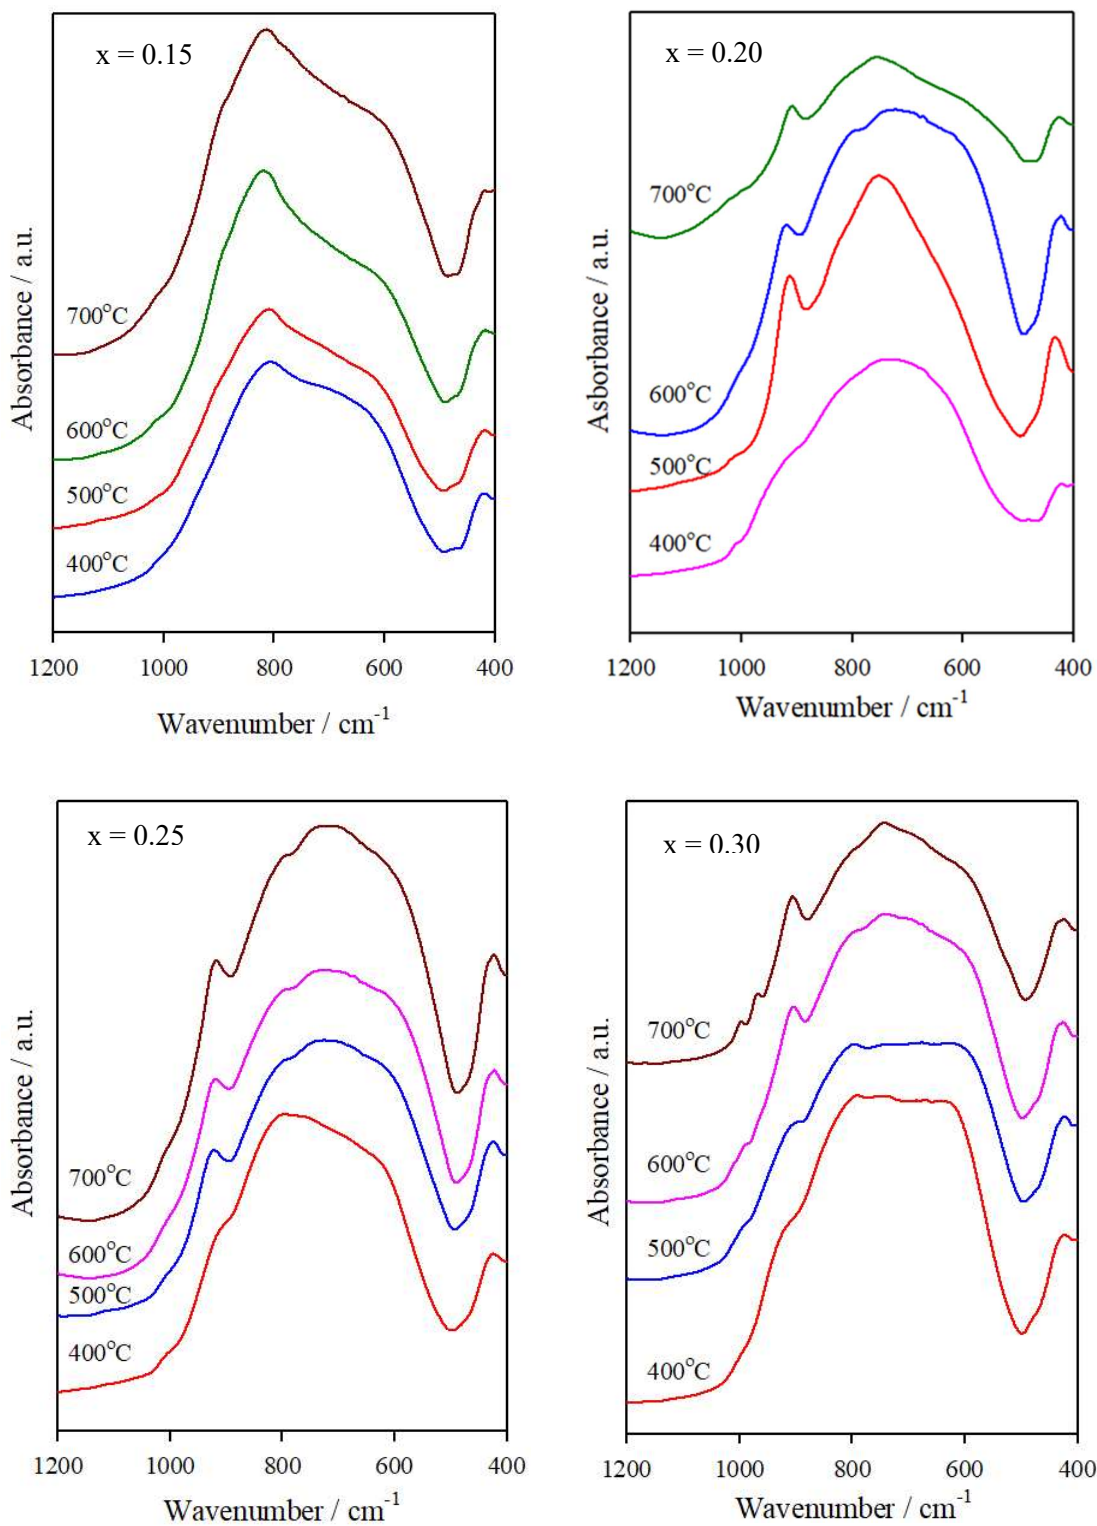 x = 0.15
Absorbance / a.u.
700°C
600°C
500°C
400°C
1200 1000 800 600 400
Wavenumber / cm⁻¹
x = 0.20
Asborbance / a.u.
700°C
600°C
500°C
400°C
1200 1000 800 600 400
Wavenumber / cm⁻¹
x = 0.25
Absorbance / a.u.
700°C
600°C
500°C
400°C
1200 1000 800 600 400
Wavenumber / cm⁻¹
x = 0.30
Absorbance / a.u.
700°C
600°C
500°C
400°C
1200 1000 800 600 400
Wavenumber / cm⁻¹